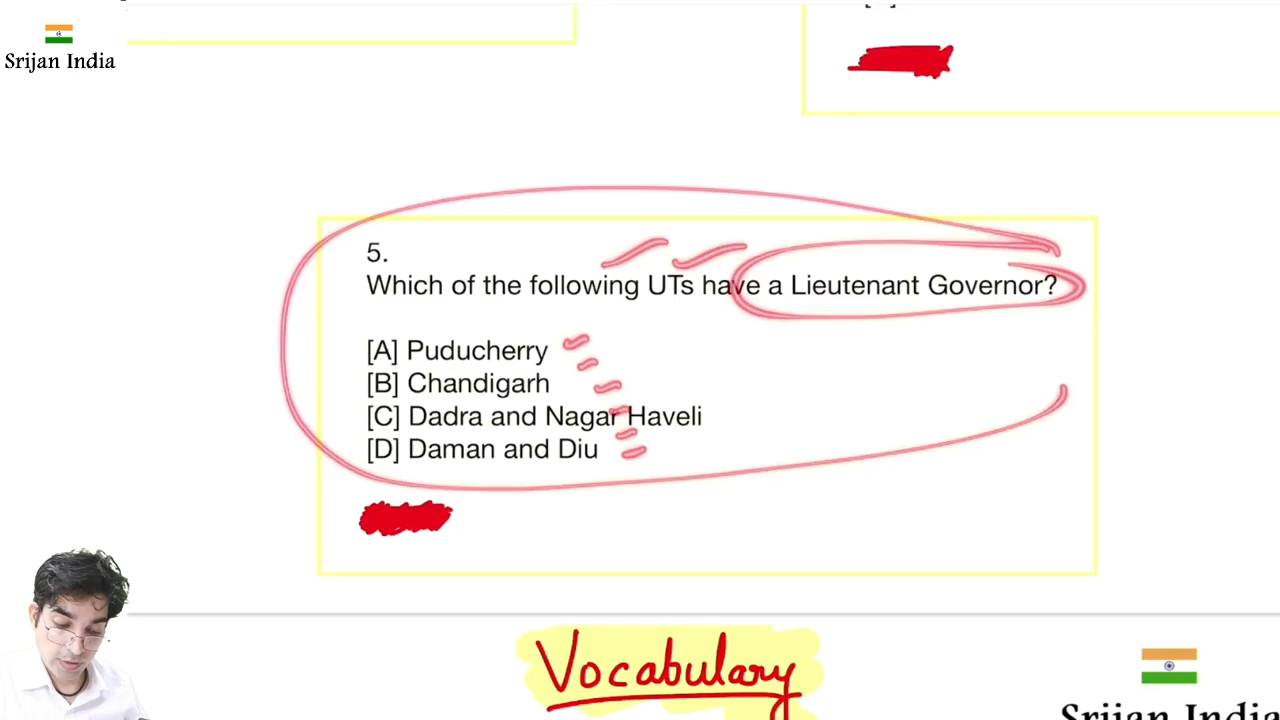 Srijan India
5.
Which of the following UTs have a Lieutenant Governor?
[A] Puducherry
[B] Chandigarh
[C] Dadra and Nagar Haveli
[D] Daman and Diu
Vocabulary
Srijan India